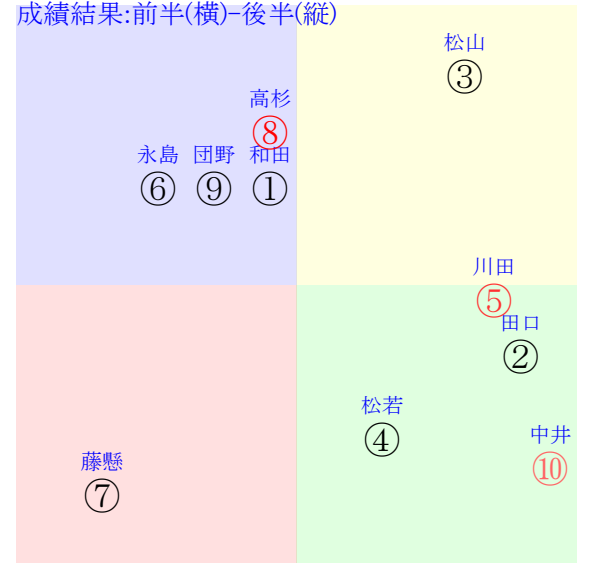 成績結果:前半(横)-後半(縦)
松山
③
高杉
⑧
永島 団野 和田
⑥ ⑨ ①
川田
⑤
田口
②
松若
④
中井
⑩
藤懸
⑦